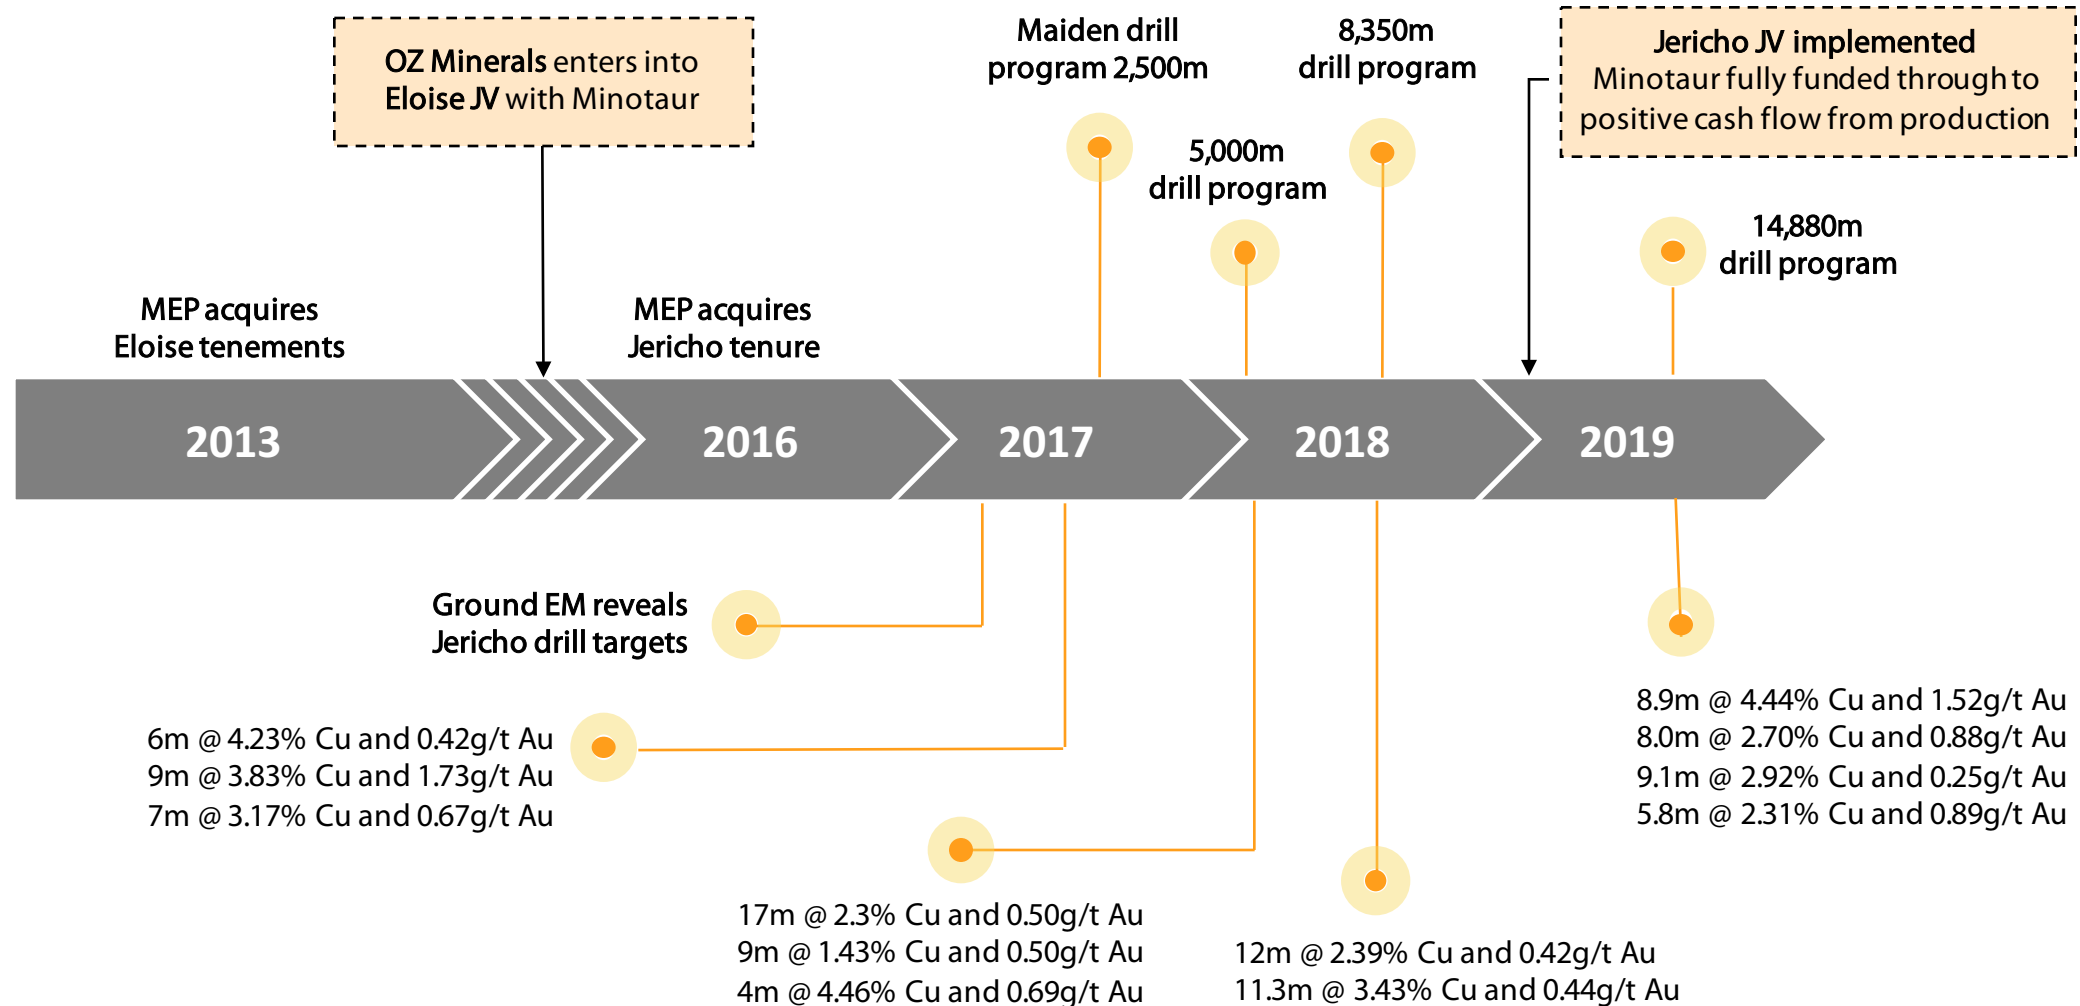 OZ Minerals enters into
Eloise JV with Minotaur
Maiden drill
program 2,500m
5,000m
drill program
8,350m
drill program
Jericho JV implemented
Minotaur fully funded through to
positive cash flow from production
14,880m
drill program
MEP acquires
Eloise tenements
MEP acquires
Jericho tenure
2013
2016
2017
2018
2019
Ground EM reveals
Jericho drill targets
6m @ 4.23% Cu and 0.42g/t Au
9m @ 3.83% Cu and 1.73g/t Au
7m @ 3.17% Cu and 0.67g/t Au
17m @ 2.3% Cu and 0.50g/t Au
9m @ 1.43% Cu and 0.50g/t Au
4m @ 4.46% Cu and 0.69g/t Au
12m @ 2.39% Cu and 0.42g/t Au
11.3m @ 3.43% Cu and 0.44g/t Au
8.9m @ 4.44% Cu and 1.52g/t Au
8.0m @ 2.70% Cu and 0.88g/t Au
9.1m @ 2.92% Cu and 0.25g/t Au
5.8m @ 2.31% Cu and 0.89g/t Au